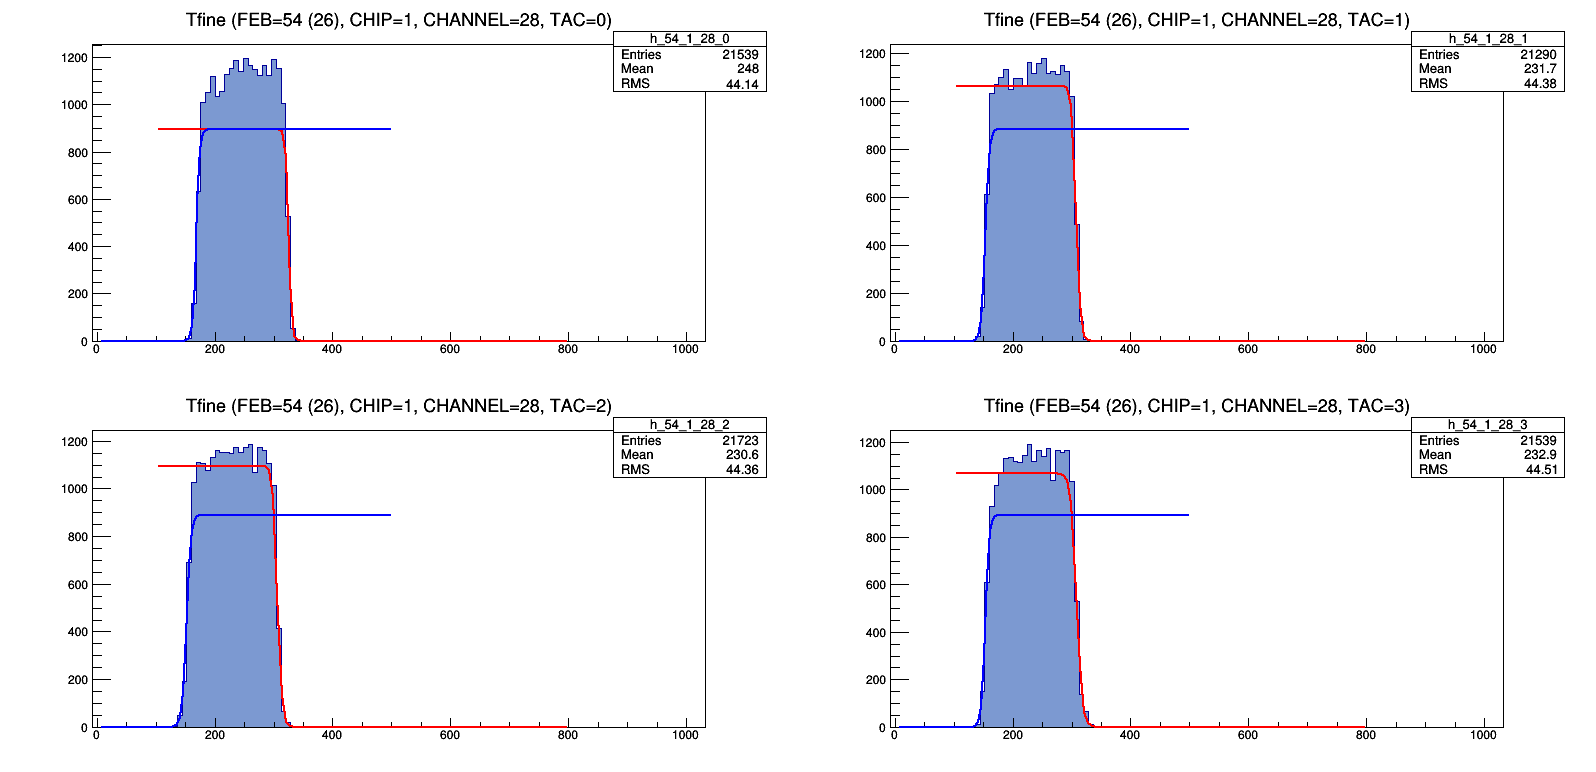 Tfine (FEB=54 (26), CHIP=1, CHANNEL=28, TAC=0)
h_54_1_28_0
Entries 21539
Mean 248
RMS 44.14
1200
1000
800
600
400
200
0
0 200 400 600 800 1000
Tfine (FEB=54 (26), CHIP=1, CHANNEL=28, TAC=1)
h_54_1_28_1
Entries 21290
Mean 231.7
RMS 44.38
1200
1000
800
600
400
200
0
0 200 400 600 800 1000
Tfine (FEB=54 (26), CHIP=1, CHANNEL=28, TAC=2)
h_54_1_28_2
Entries 21723
Mean 230.6
RMS 44.36
1200
1000
800
600
400
200
0
0 200 400 600 800 1000
Tfine (FEB=54 (26), CHIP=1, CHANNEL=28, TAC=3)
h_54_1_28_3
Entries 21539
Mean 232.9
RMS 44.51
1200
1000
800
600
400
200
0
0 200 400 600 800 1000